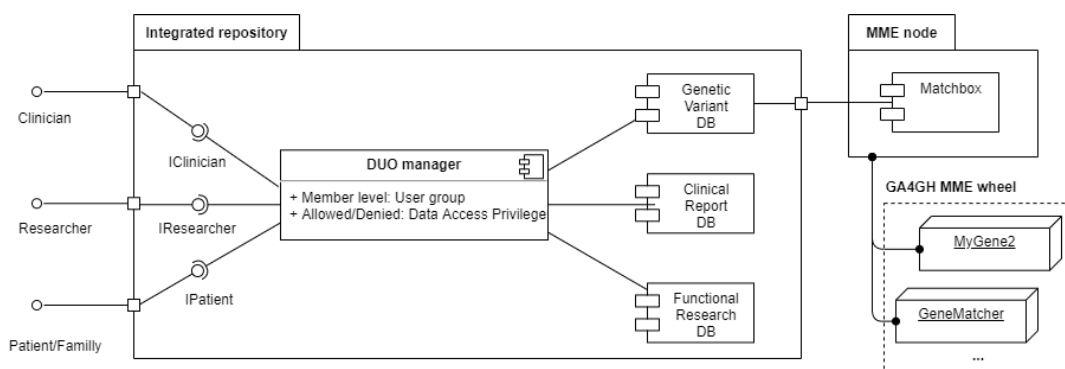 Integrated repository
MME node
Clinician
IClinician
Genetic
Variant
DB
Matchbox
DUO manager
+ Member level: User group
+ Allowed/Denied: Data Access Privilege
Researcher
IResearcher
Clinical
Report
DB
GA4GH MME wheel
MyGene2
IPatient
Patient/Familly
Functional
Research
DB
GeneMatcher
...